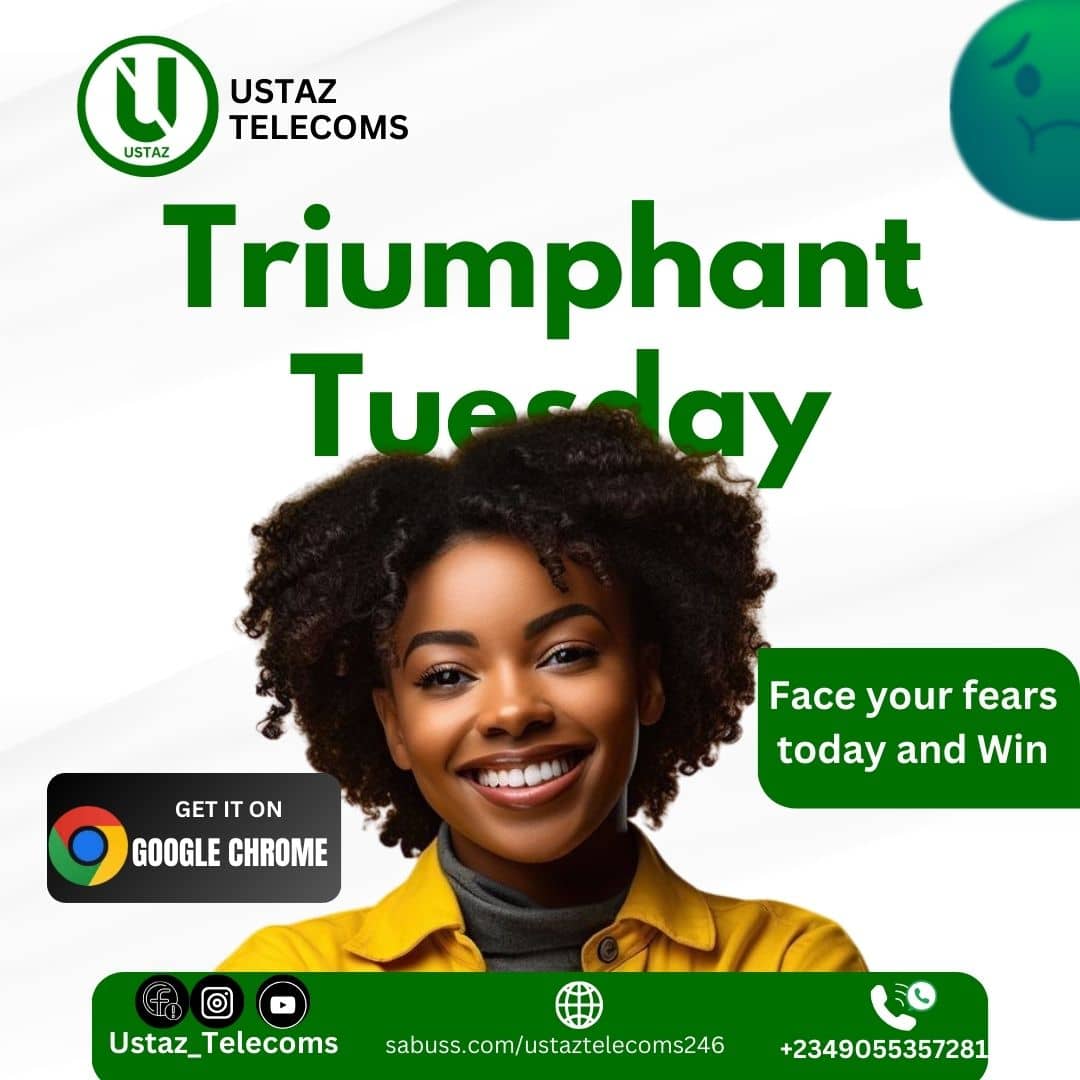 USTAZ
USTAZ
TELECOMS
Triumphant
Tuesday
Face your fears
today and Win
GET IT ON
GOOGLE CHROME
Ustaz_Telecoms
sabuss.com/ustaztelecoms246
+2349055357281